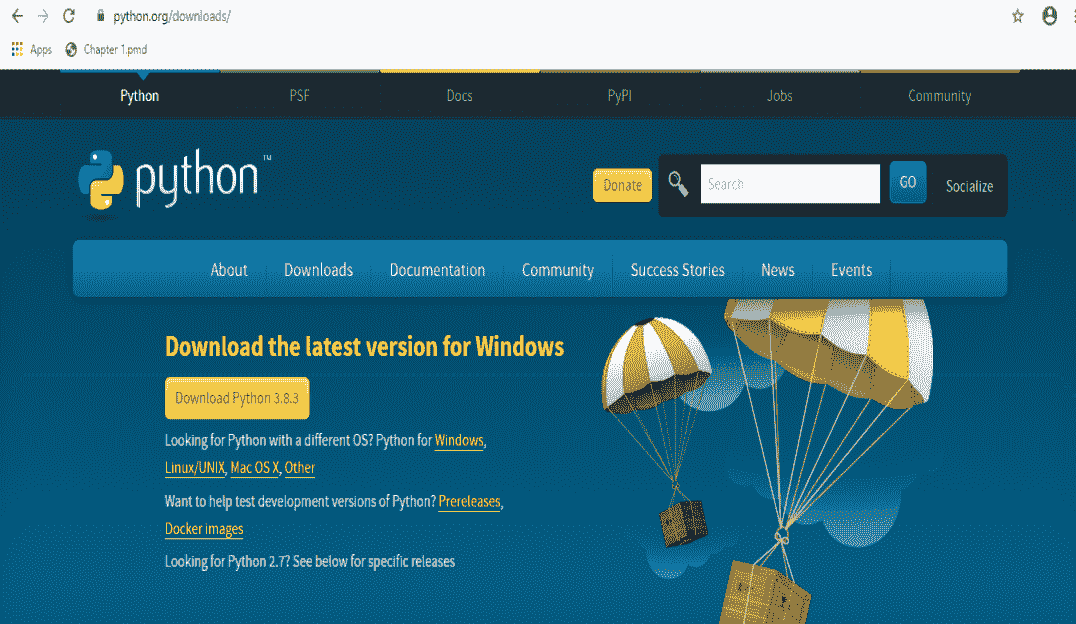 python.org/downloads/
Apps Chapter 1.pmd
Python PSF Docs PyPI Jobs Community
python™
Donate Search GO Socialize
About Downloads Documentation Community Success Stories News Events
Download the latest version for Windows
Download Python 3.8.3
Looking for Python with a different OS? Python for Windows,
Linux/UNIX, Mac OS X, Other
Want to help test development versions of Python? Prereleases,
Docker images
Looking for Python 2.7? See below for specific releases